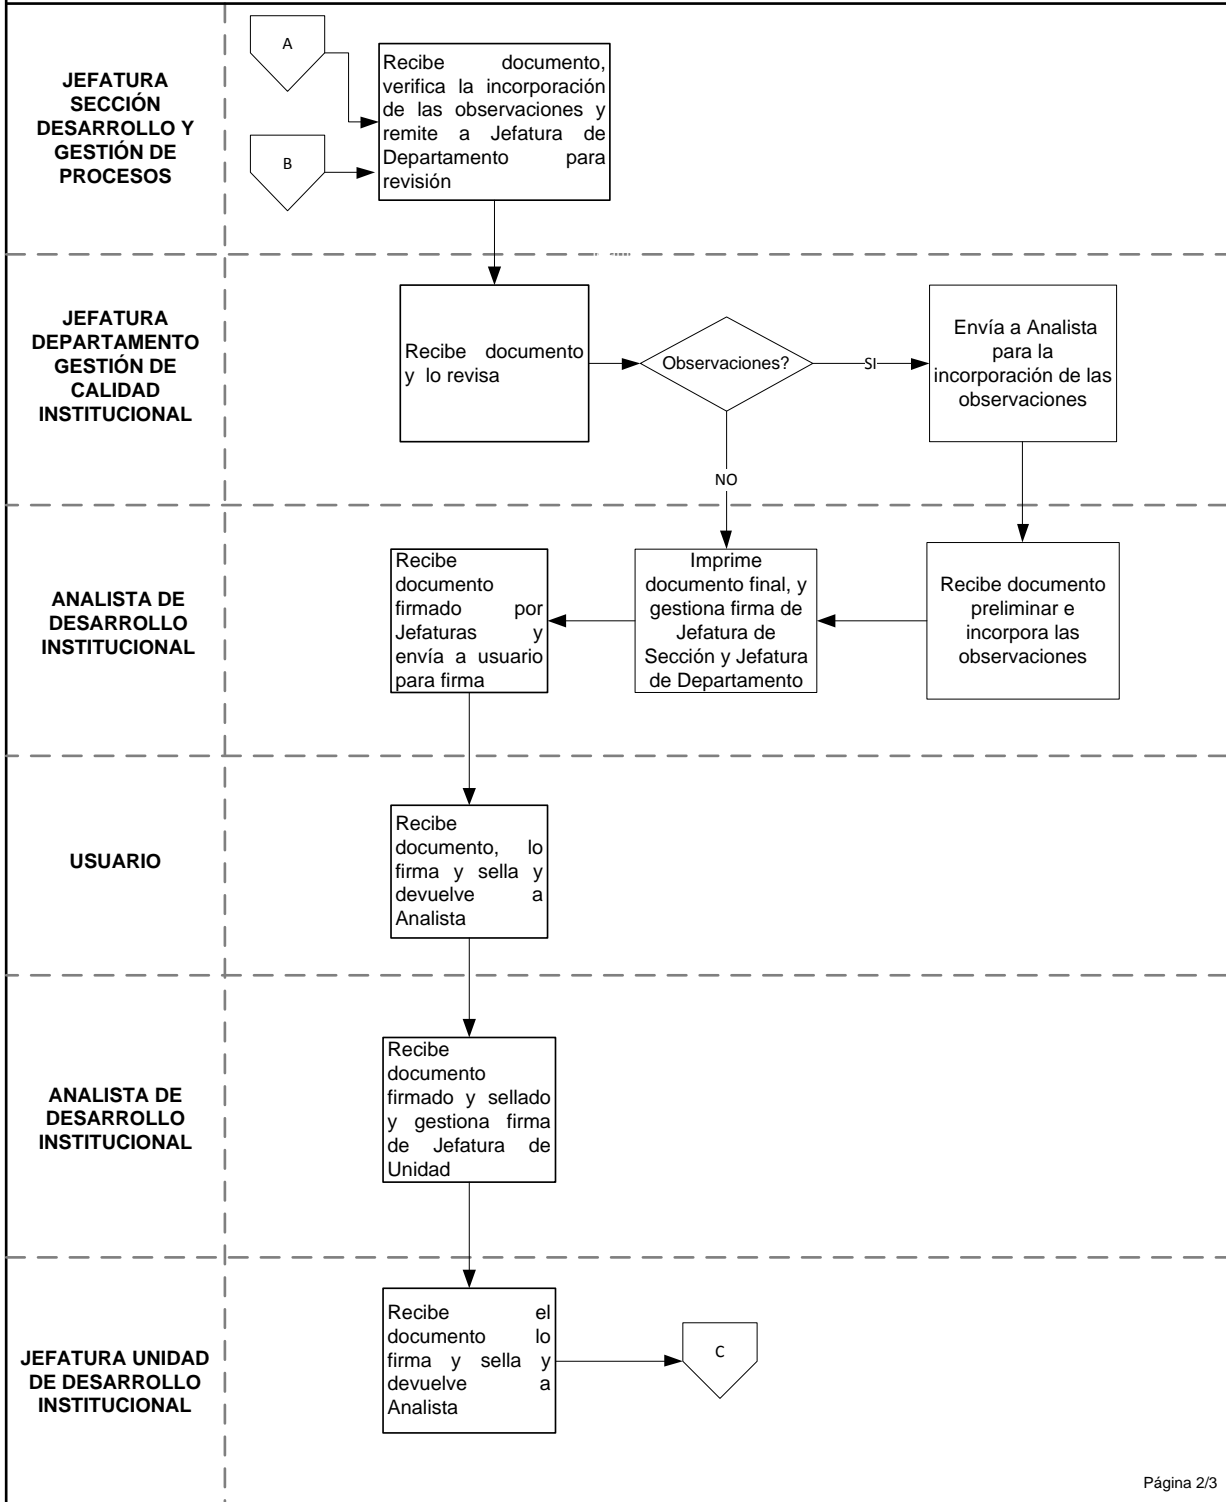 JEFATURA
SECCIÓN
DESARROLLO Y
GESTIÓN DE
PROCESOS
A
B
Recibe documento,
verifica la incorporación
de las observaciones y
remite a Jefatura de
Departamento para
revisión
JEFATURA
DEPARTAMENTO
GESTIÓN DE
CALIDAD
INSTITUCIONAL
Recibe documento
y lo revisa
Observaciones?
SI
NO
Envía a Analista
para la
incorporación de las
observaciones
ANALISTA DE
DESARROLLO
INSTITUCIONAL
Recibe
documento
firmado por
Jefaturas y
envía a usuario
para firma
Imprime
documento final, y
gestiona firma de
Jefatura de
Sección y Jefatura
de Departamento
Recibe documento
preliminar e
incorpora las
observaciones
USUARIO
Recibe
documento, lo
firma y sella y
devuelve a
Analista
ANALISTA DE
DESARROLLO
INSTITUCIONAL
Recibe
documento
firmado y sellado
y gestiona firma
de Jefatura de
Unidad
JEFATURA UNIDAD
DE DESARROLLO
INSTITUCIONAL
Recibe el
documento lo
firma y sella y
devuelve a
Analista
C
Página 2/3